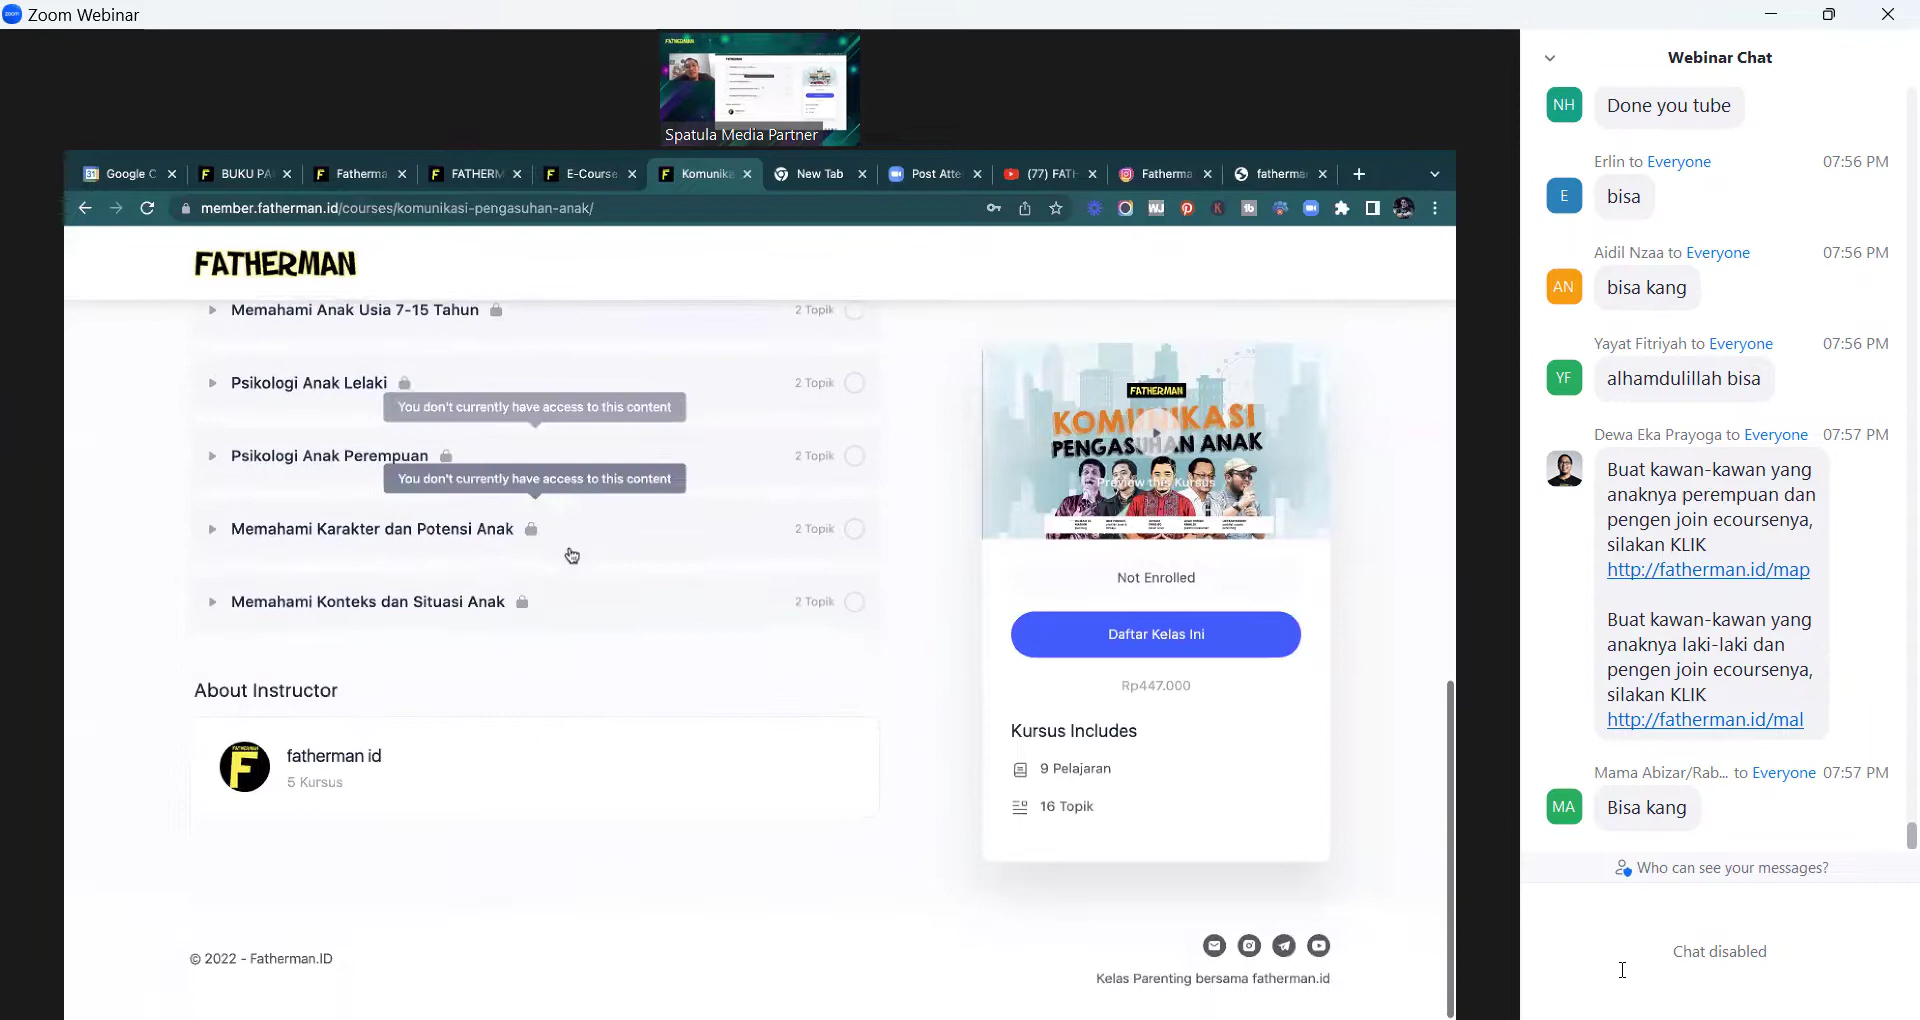 Zoom Webinar
FATHERMAN
Spatula Media Partner
31 Google C
F BUKU PA
F Fatherma
F FATHERM
F E-Course
F Komunika
New Tab
Post Atte
(77) FATH
Fatherma
fatherma
member.fatherman.id/courses/komunikasi-pengasuhan-anak/
FATHERMAN
Memahami Anak Usia 7-15 Tahun
2 Topik
Psikologi Anak Lelaki
2 Topik
You don't currently have access to this content
Psikologi Anak Perempuan
2 Topik
You don't currently have access to this content
Memahami Karakter dan Potensi Anak
2 Topik
Memahami Konteks dan Situasi Anak
2 Topik
About Instructor
fatherman id
5 Kursus
FATHERMAN
KOMUNIKASI
PENGASUHAN ANAK
Preview this Kursus
Not Enrolled
Daftar Kelas Ini
Rp447.000
Kursus Includes
9 Pelajaran
16 Topik
© 2022 - Fatherman.ID
Kelas Parenting bersama fatherman.id
Webinar Chat
NH
Done you tube
Erlin to Everyone 07:56 PM
E
bisa
Aidil Nzaa to Everyone 07:56 PM
AN
bisa kang
Yayat Fitriyah to Everyone 07:56 PM
YF
alhamdulillah bisa
Dewa Eka Prayoga to Everyone 07:57 PM
Buat kawan-kawan yang
anaknya perempuan dan
pengen join ecoursenya,
silakan KLIK
http://fatherman.id/map
Buat kawan-kawan yang
anaknya laki-laki dan
pengen join ecoursenya,
silakan KLIK
http://fatherman.id/mal
Mama Abizar/Rab... to Everyone 07:57 PM
MA
Bisa kang
Who can see your messages?
Chat disabled